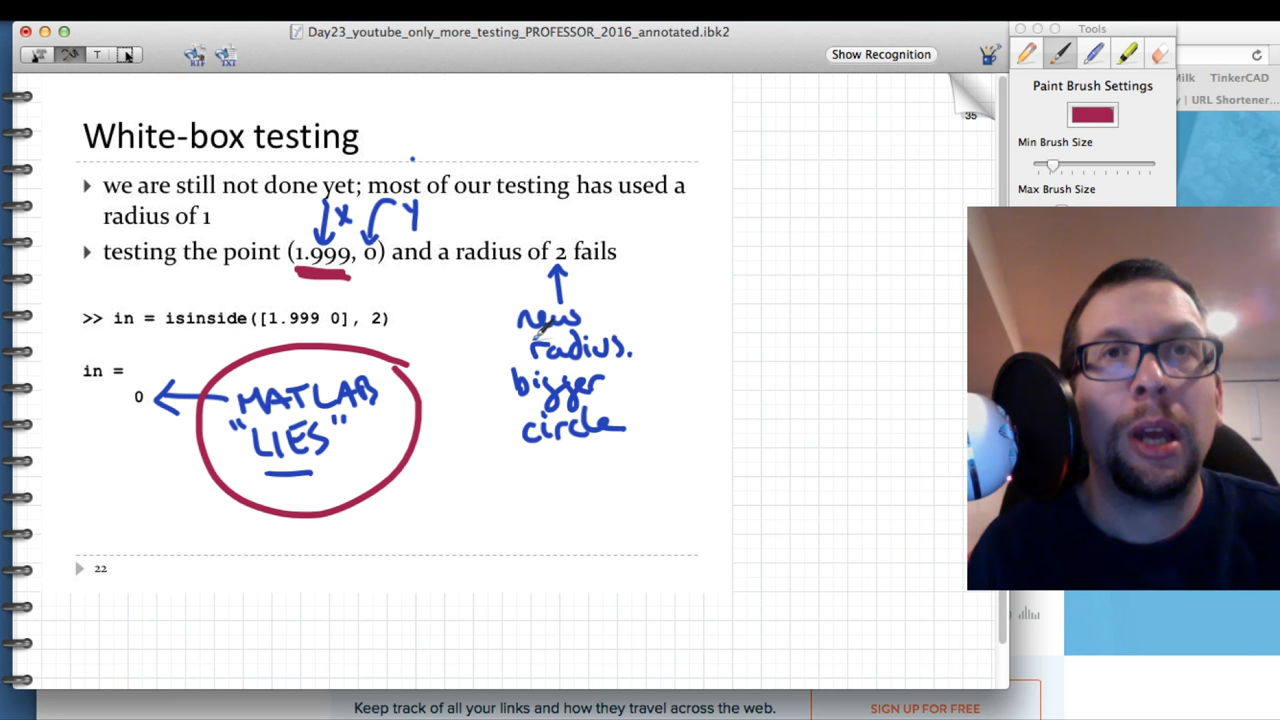 Day23_youtube_only_more_testing_PROFESSOR_2016_annotated.ibk2
T
RTF
TXT
Show Recognition
Tools
Milk
TinkerCAD
| URL Shortener...
Paint Brush Settings
Min Brush Size
Max Brush Size
35
White-box testing
we are still not done yet; most of our testing has used a
radius of 1
x
y
testing the point (1.999, 0) and a radius of 2 fails
>> in = isinside([1.999 0], 2)
in =
0
MATLAB
"LIES"
new
radius.
bigger
circle
22
Keep track of all your links and how they travel across the web.
SIGN UP FOR FREE